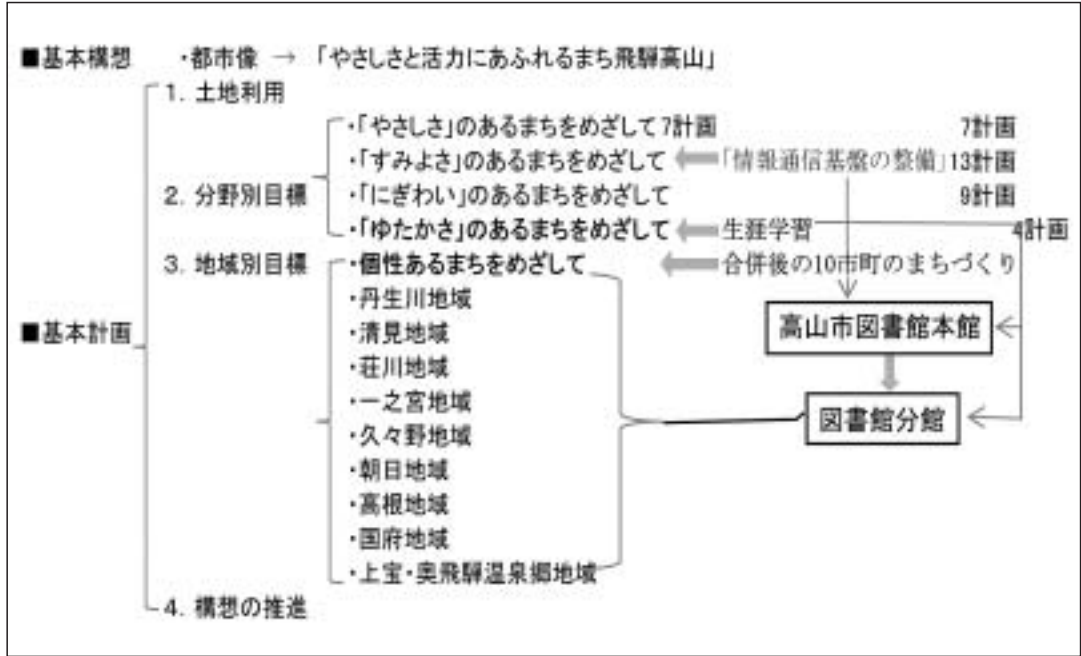 ■基本構想 ・都市像 → 「やさしさと活力にあふれるまち飛騨高山」
1. 土地利用
・「やさしさ」のあるまちをめざして7計画 7計画
・「すみよさ」のあるまちをめざして 「情報通信基盤の整備」13計画
2. 分野別目標 ・「にぎわい」のあるまちをめざして 9計画
・「ゆたかさ」のあるまちをめざして 生涯学習 4計画
3. 地域別目標 ・個性あるまちをめざして 合併後の10市町のまちづくり
・丹生川地域
■基本計画 ・清見地域 高山市図書館本館
・荘川地域
・一之宮地域
・久々野地域 図書館分館
・朝日地域
・高根地域
・国府地域
・上宝・奥飛騨温泉郷地域
4. 構想の推進